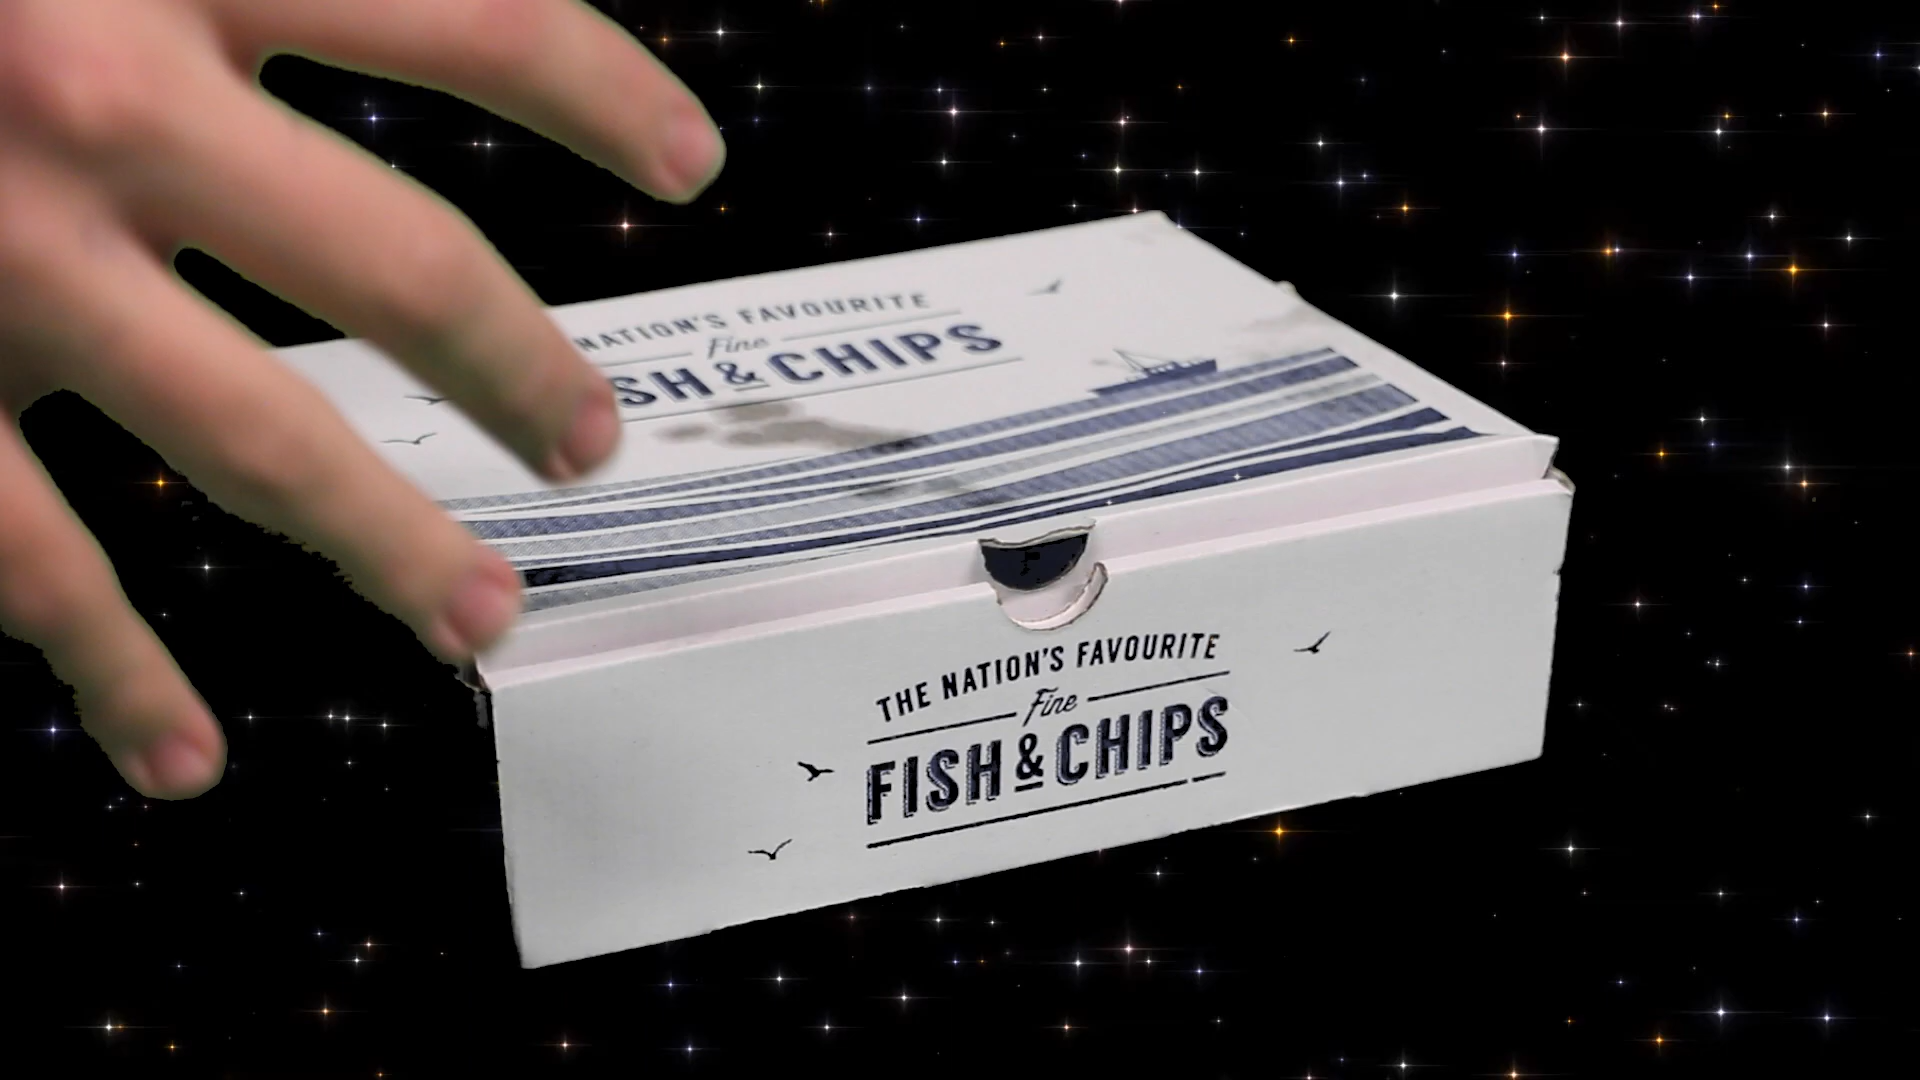 NATION'S FAVOURITE
Fine
SH & CHIPS
THE NATION'S FAVOURITE
Fine
FISH & CHIPS